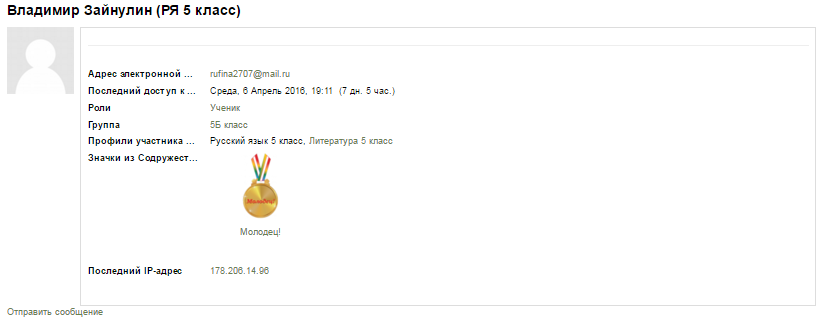 Владимир Зайнулин (РЯ 5 класс)
Адрес электронной ... rufina2707@mail.ru
Последний доступ к ... Среда, 6 Апрель 2016, 19:11 (7 дн. 5 час.)
Роли Ученик
Группа 5Б класс
Профили участника ... Русский язык 5 класс, Литература 5 класс
Значки из Содружест...
Молодец!
Молодец!
Последний IP-адрес 178.206.14.96
Отправить сообщение